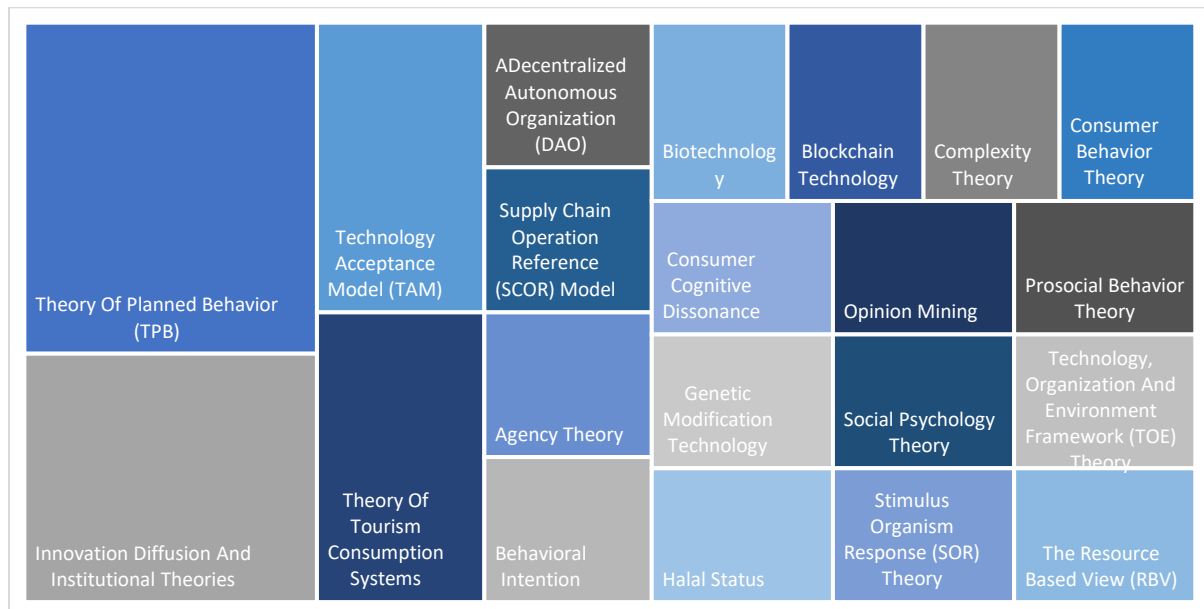 Theory Of Planned Behavior
(TPB)
Innovation Diffusion And
Institutional Theories
Technology
Acceptance
Model (TAM)
Theory Of
Tourism
Consumption
Systems
ADecentralized
Autonomous
Organization
(DAO)
Supply Chain
Operation
Reference
(SCOR) Model
Agency Theory
Behavioral
Intention
Biotechnolog
y
Blockchain
Technology
Complexity
Theory
Consumer
Behavior
Theory
Consumer
Cognitive
Dissonance
Opinion Mining
Prosocial Behavior
Theory
Genetic
Modification
Technology
Social Psychology
Theory
Technology,
Organization And
Environment
Framework (TOE)
Theory
Halal Status
Stimulus
Organism
Response (SOR)
Theory
The Resource
Based View (RBV)